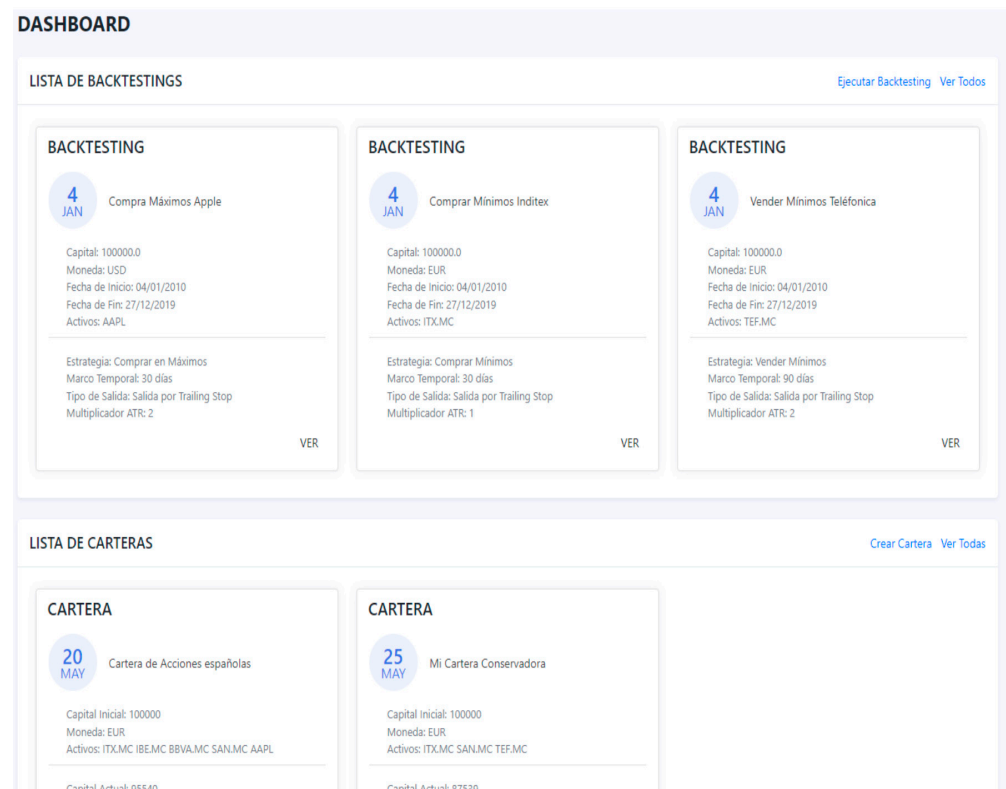 DASHBOARD
LISTA DE BACKTESTINGS
Ejecutar Backtesting Ver Todos
BACKTESTING
4
JAN
Compra Máximos Apple
Capital: 100000.0
Moneda: USD
Fecha de Inicio: 04/01/2010
Fecha de Fin: 27/12/2019
Activos: AAPL
Estrategia: Comprar en Máximos
Marco Temporal: 30 días
Tipo de Salida: Salida por Trailing Stop
Multiplicador ATR: 2
VER
BACKTESTING
4
JAN
Comprar Mínimos Inditex
Capital: 100000.0
Moneda: EUR
Fecha de Inicio: 04/01/2010
Fecha de Fin: 27/12/2019
Activos: ITX.MC
Estrategia: Comprar Mínimos
Marco Temporal: 30 días
Tipo de Salida: Salida por Trailing Stop
Multiplicador ATR: 1
VER
BACKTESTING
4
JAN
Vender Mínimos Teléfonica
Capital: 100000.0
Moneda: EUR
Fecha de Inicio: 04/01/2010
Fecha de Fin: 27/12/2019
Activos: TEF.MC
Estrategia: Vender Mínimos
Marco Temporal: 90 días
Tipo de Salida: Salida por Trailing Stop
Multiplicador ATR: 2
VER
LISTA DE CARTERAS
Crear Cartera Ver Todas
CARTERA
20
MAY
Cartera de Acciones españolas
Capital Inicial: 100000
Moneda: EUR
Activos: ITX.MC IBE.MC BBVA.MC SAN.MC AAPL
Capital Actual: 95540
CARTERA
25
MAY
Mi Cartera Conservadora
Capital Inicial: 100000
Moneda: EUR
Activos: ITX.MC SAN.MC TEF.MC
Capital Actual: 87539